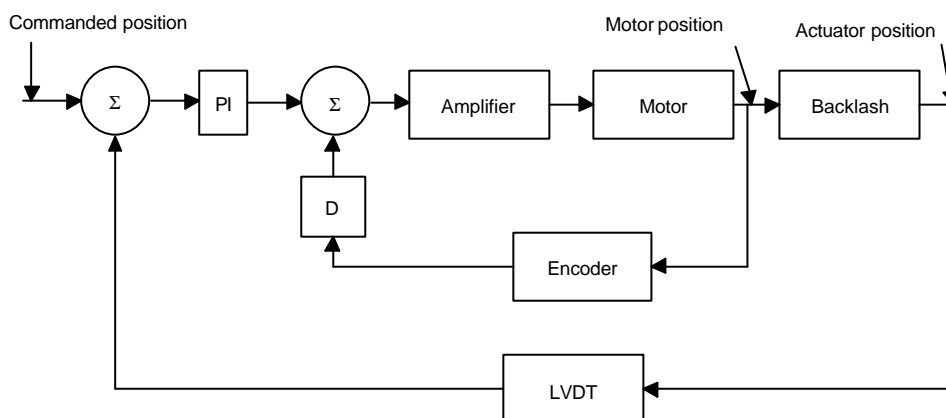 Commanded position
Motor position
Actuator position
Σ
PI
Σ
Amplifier
Motor
Backlash
D
Encoder
LVDT